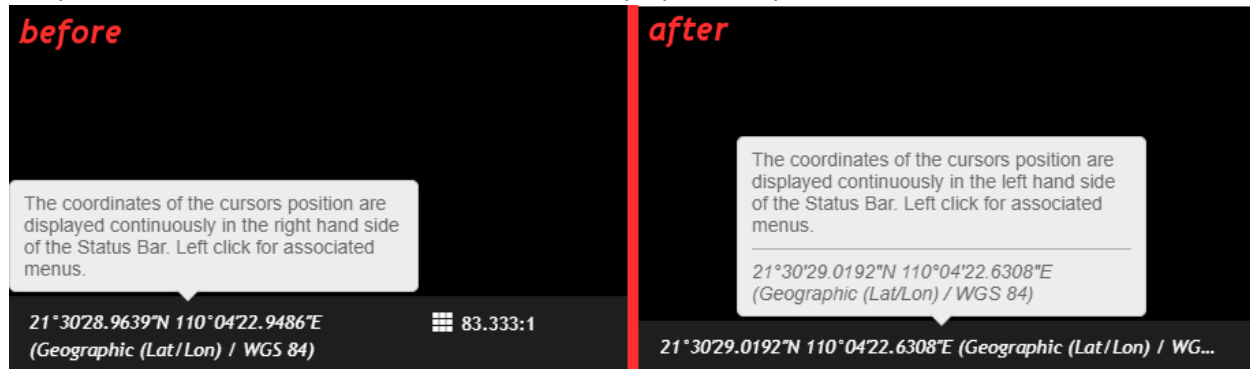 before
The coordinates of the cursors position are
displayed continuously in the right hand side
of the Status Bar. Left click for associated
menus.
21°30'28.9639"N 110°04'22.9486"E
(Geographic (Lat/Lon) / WGS 84)
83.333:1
after
The coordinates of the cursors position are
displayed continuously in the left hand side
of the Status Bar. Left click for associated
menus.
21°30'29.0192"N 110°04'22.6308"E
(Geographic (Lat/Lon) / WGS 84)
21°30'29.0192"N 110°04'22.6308"E (Geographic (Lat/Lon) / WG...